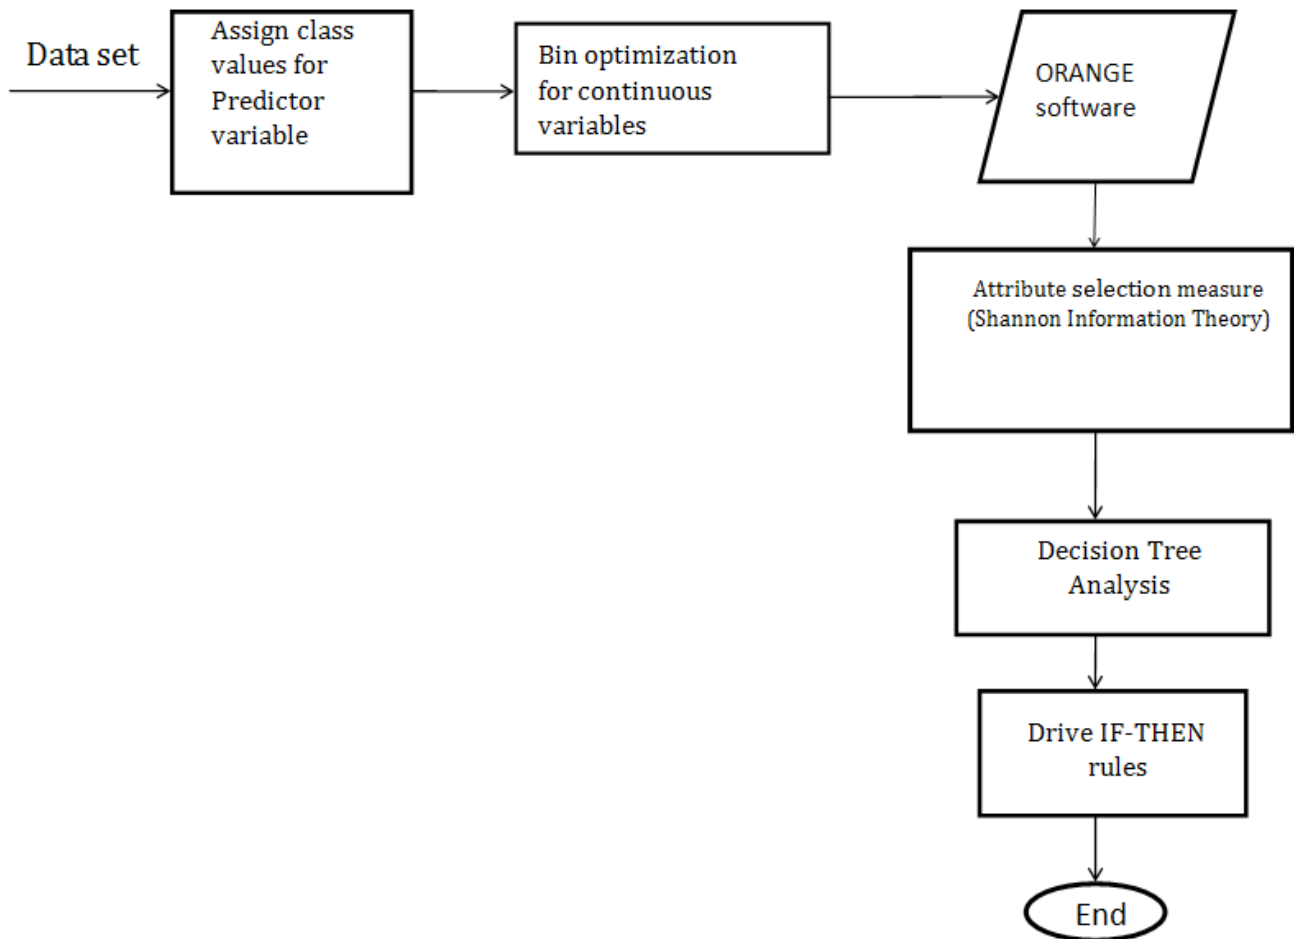 Data set
Assign class
values for
Predictor
variable
Bin optimization
for continuous
variables
ORANGE
software
Attribute selection measure
(Shannon Information Theory)
Decision Tree
Analysis
Drive IF-THEN
rules
End